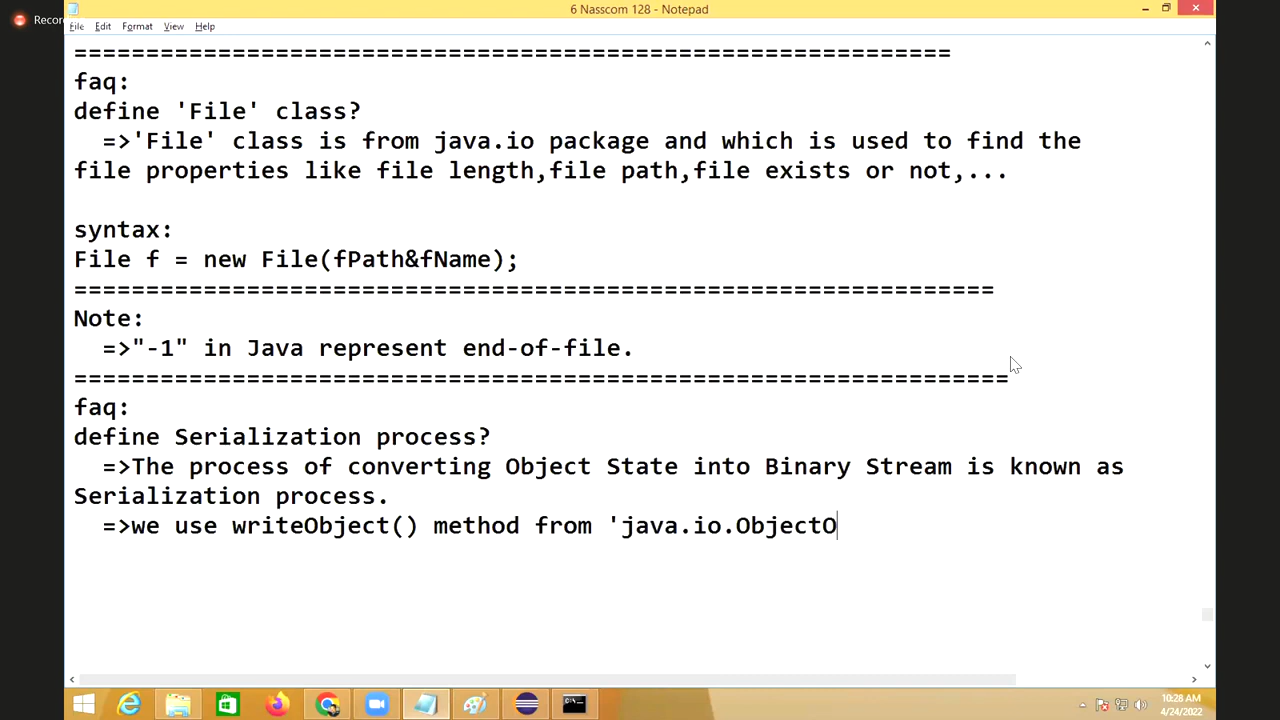 Recor
6 Nasscom 128 - Notepad
File Edit Format View Help
=============================================================
faq:
define 'File' class?
=>'File' class is from java.io package and which is used to find the
file properties like file length,file path,file exists or not,...
syntax:
File f = new File(fPath&fName);
================================================================
Note:
=>"-1" in Java represent end-of-file.
=================================================================
faq:
define Serialization process?
=>The process of converting Object State into Binary Stream is known as
Serialization process.
=>we use writeObject() method from 'java.io.ObjectO
10:28 AM
4/24/2022